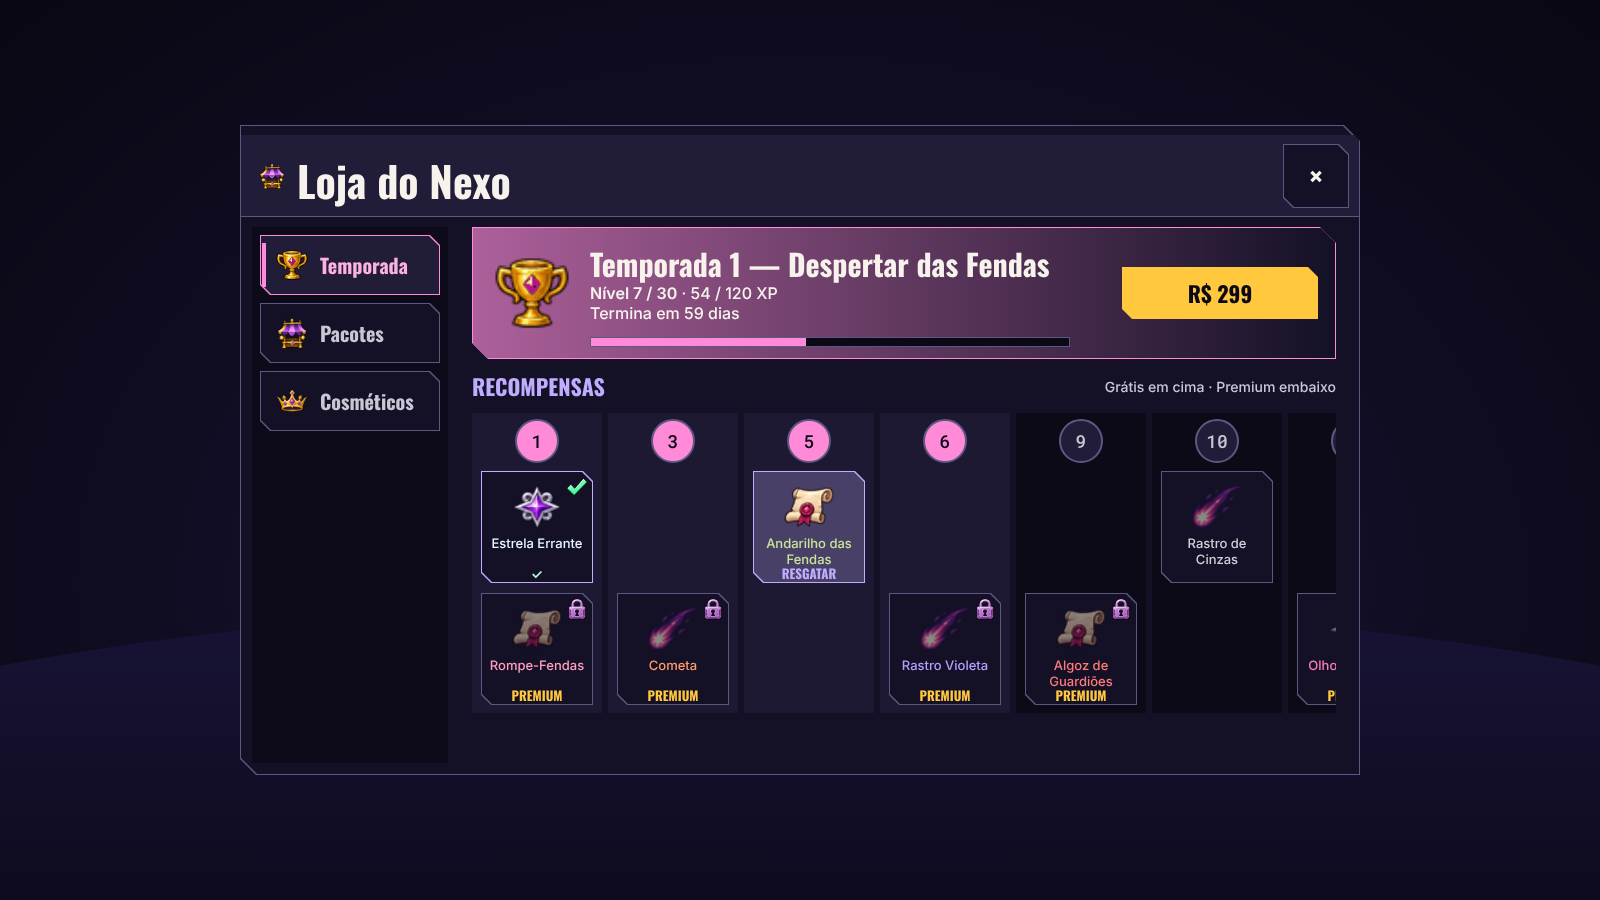 Loja do Nexo
×
Temporada
Pacotes
Cosméticos
Temporada 1 — Despertar das Fendas
Nível 7 / 30 · 54 / 120 XP
Termina em 59 dias
R$ 299
RECOMPENSAS
Grátis em cima · Premium embaixo
1
3
5
6
9
10
Estrela Errante
Andarilho das
Fendas
RESGATAR
Rastro de
Cinzas
Rompe-Fendas
PREMIUM
Cometa
PREMIUM
Rastro Violeta
PREMIUM
Algoz de
Guardiões
PREMIUM
Olho